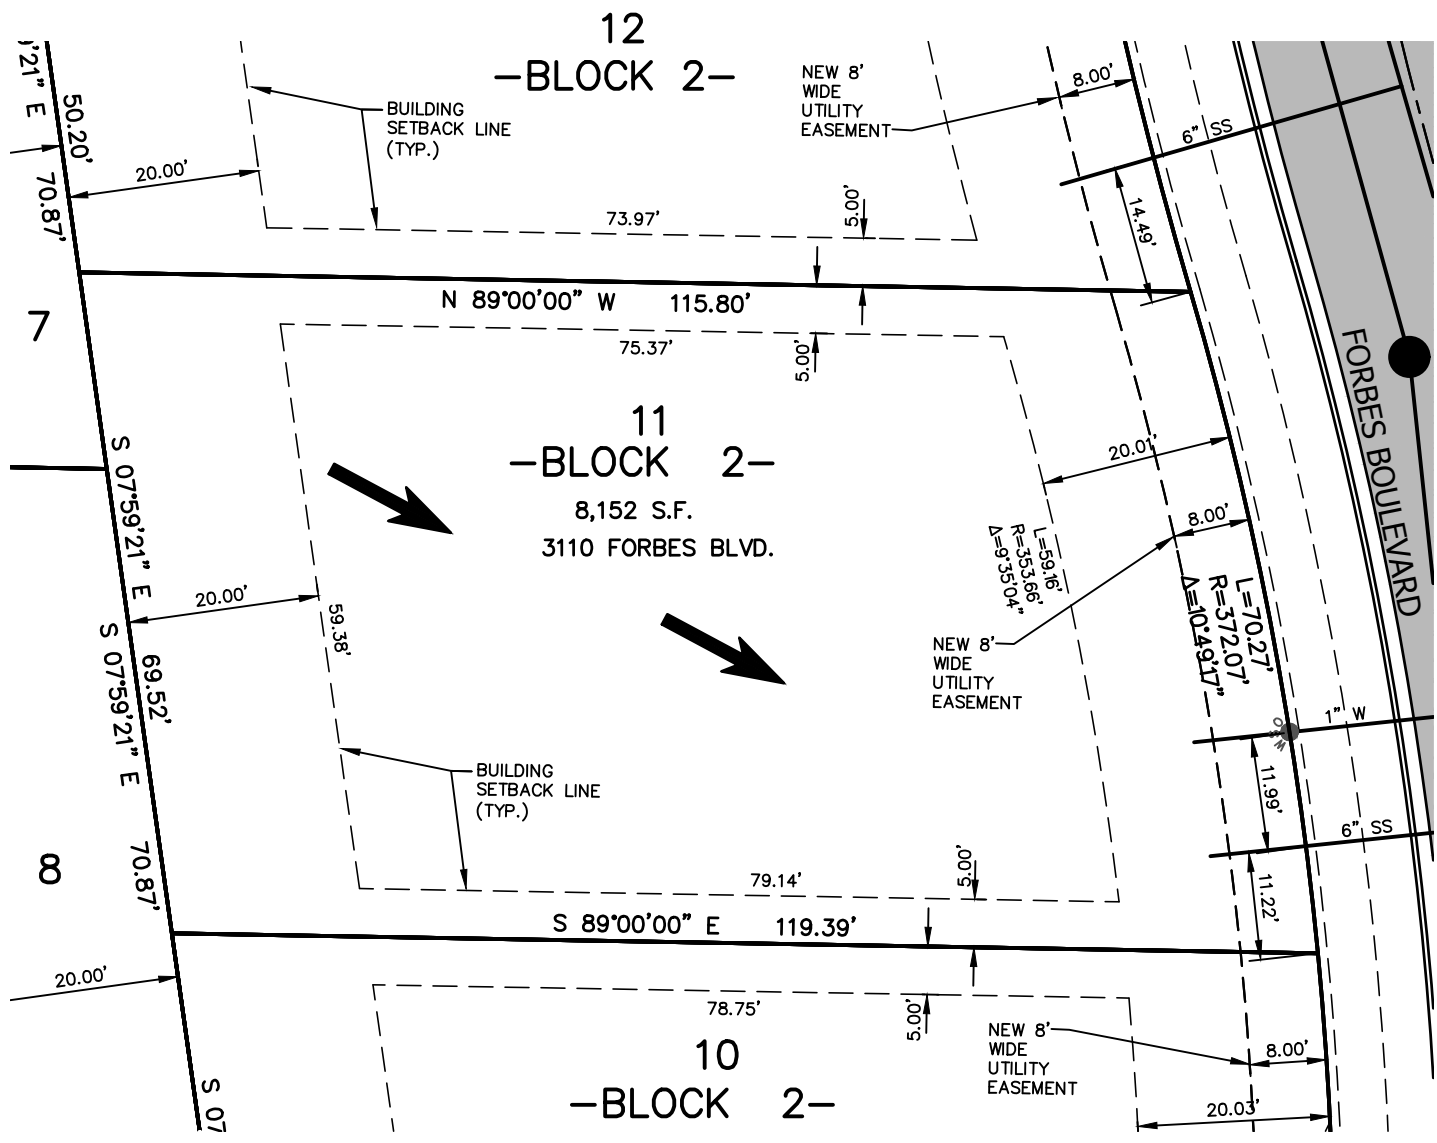 12
-BLOCK 2-
NEW 8'
WIDE
UTILITY
EASEMENT
8.00'
6" SS
BUILDING
SETBACK LINE
(TYP.)
'21" E
50.20'
70.87'
20.00'
73.97'
5.00'
14.49'
N 89°00'00" W 115.80'
7
75.37'
5.00'
FORBES BOULEVARD
11
-BLOCK 2-
8,152 S.F.
3110 FORBES BLVD.
20.01'
8.00'
S 07°59'21" E
69.52'
20.00'
59.38'
L=59.16'
R=353.66'
Δ=9°35'04"
L=70.27'
R=372.07'
Δ=10°49'17"
NEW 8'
WIDE
UTILITY
EASEMENT
S 07°59'21" E
70.87'
1" W
11.99'
6" SS
BUILDING
SETBACK LINE
(TYP.)
8
79.14'
5.00'
11.22'
S 89°00'00" E 119.39'
20.00'
78.75'
5.00'
NEW 8'
WIDE
UTILITY
EASEMENT
8.00'
10
-BLOCK 2-
20.03'
S 07